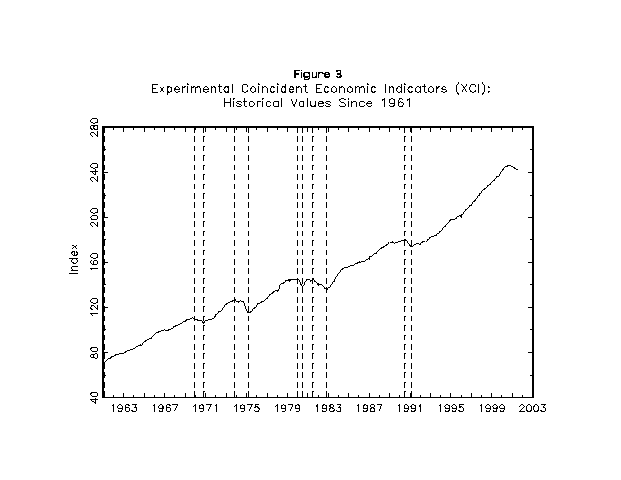 Figure 3
Experimental Coincident Economic Indicators (XCI):
Historical Values Since 1961
280
240
200
160
120
80
40
Index
1963 1967 1971 1975 1979 1983 1987 1991 1995 1999 2003